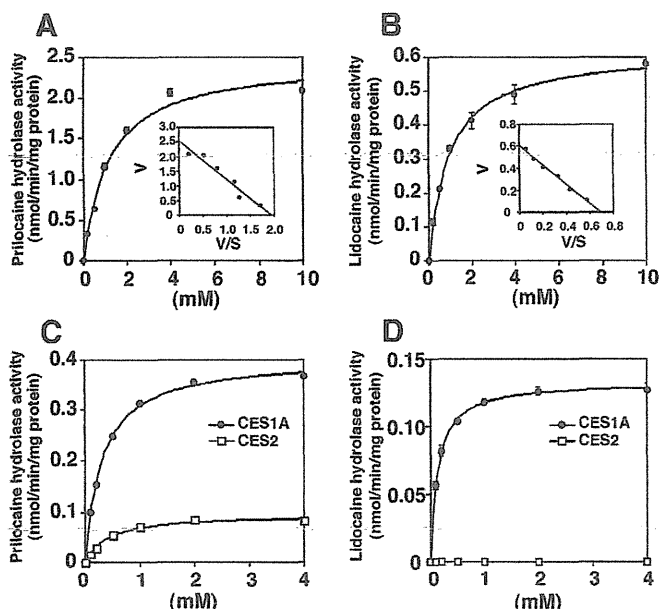 A
Prilocaine hydrolase activity
(nmol/min/mg protein)
2.5
2.0
1.5
1.0
0.5
0
0 2 4 6 8 10
(mM)
V
3.0
2.5
2.0
1.5
1.0
0.5
0
0 0.5 1.0 1.5 2.0
V/S
B
Lidocaine hydrolase activity
(nmol/min/mg protein)
0.6
0.5
0.4
0.3
0.2
0.1
0
0 2 4 6 8 10
(mM)
V
0.8
0.6
0.4
0.2
0
0 0.2 0.4 0.6 0.8
V/S
C
Prilocaine hydrolase activity
(nmol/min/mg protein)
0.4
0.3
0.2
0.1
0
0 1 2 3 4
(mM)
CES1A
CES2
D
Lidocaine hydrolase activity
(nmol/min/mg protein)
0.15
0.10
0.05
0
0 1 2 3 4
(mM)
CES1A
CES2